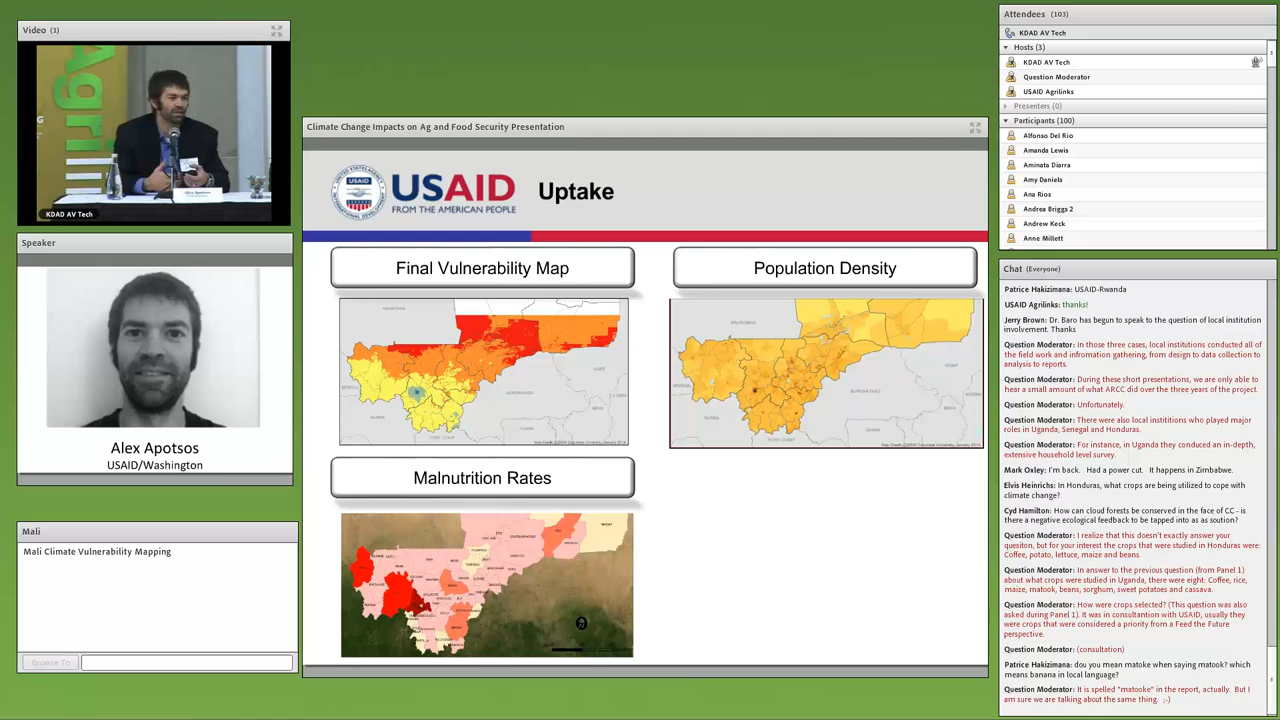 Video (1)
Agrili
KDAD AV Tech
Speaker
Alex Apotsos
USAID/Washington
Mali
Mali Climate Vulnerability Mapping
Browse To
Climate Change Impacts on Ag and Food Security Presentation
USAID
FROM THE AMERICAN PEOPLE
Uptake
Final Vulnerability Map
Population Density
Malnutrition Rates
Attendees (103)
KDAD AV Tech
Hosts (3)
KDAD AV Tech
Question Moderator
USAID Agrilinks
Presenters (0)
Participants (100)
Alfonso Del Rio
Amanda Lewis
Aminata Diarra
Amy Daniels
Ana Rios
Andrea Briggs 2
Andrew Keck
Anne Millett
Chat (Everyone)
Patrice Hakizimana: USAID-Rwanda
USAID Agrilinks: thanks!
Jerry Brown: Dr. Baro has begun to speak to the question of local institution
involvement. Thanks
Question Moderator: In those three cases, local institutions conducted all of
the field work and infromation gathering, from design to data collection to
analysis to reports.
Question Moderator: During these short presentations, we are only able to
hear a small amount of what ARCC did over the three years of the project.
Question Moderator: Unfortunately.
Question Moderator: There were also local instititions who played major
roles in Uganda, Senegal and Honduras.
Question Moderator: For instance, in Uganda they conducted an in-depth,
extensive household level survey.
Mark Oxley: I'm back. Had a power cut. It happens in Zimbabwe.
Elvis Heinrichs: In Honduras, what crops are being utilized to cope with
climate change?
Cyd Hamilton: How can cloud forests be conserved in the face of CC - is
there a negative ecological feedback to be tapped into as as soution?
Question Moderator: I realize that this doesn't exactly answer your
quesiton, but for your interest the crops that were studied in Honduras were:
Coffee, potato, lettuce, maize and beans.
Question Moderator: In answer to the previous question (from Panel 1)
about what crops were studied in Uganda, there were eight: Coffee, rice,
maize, matook, beans, sorghum, sweet potatoes and cassava.
Question Moderator: How were crops selected? (This question was also
asked during Panel 1). It was in consultantion with USAID, usually they
were crops that were considered a priority from a Feed the Future
perspective.
Question Moderator: (consultation)
Patrice Hakizimana: dou you mean matoke when saying matook? which
means banana in local language?
Question Moderator: It is spelled "matooke" in the report, actually. But I
am sure we are talking about the same thing. ;-)